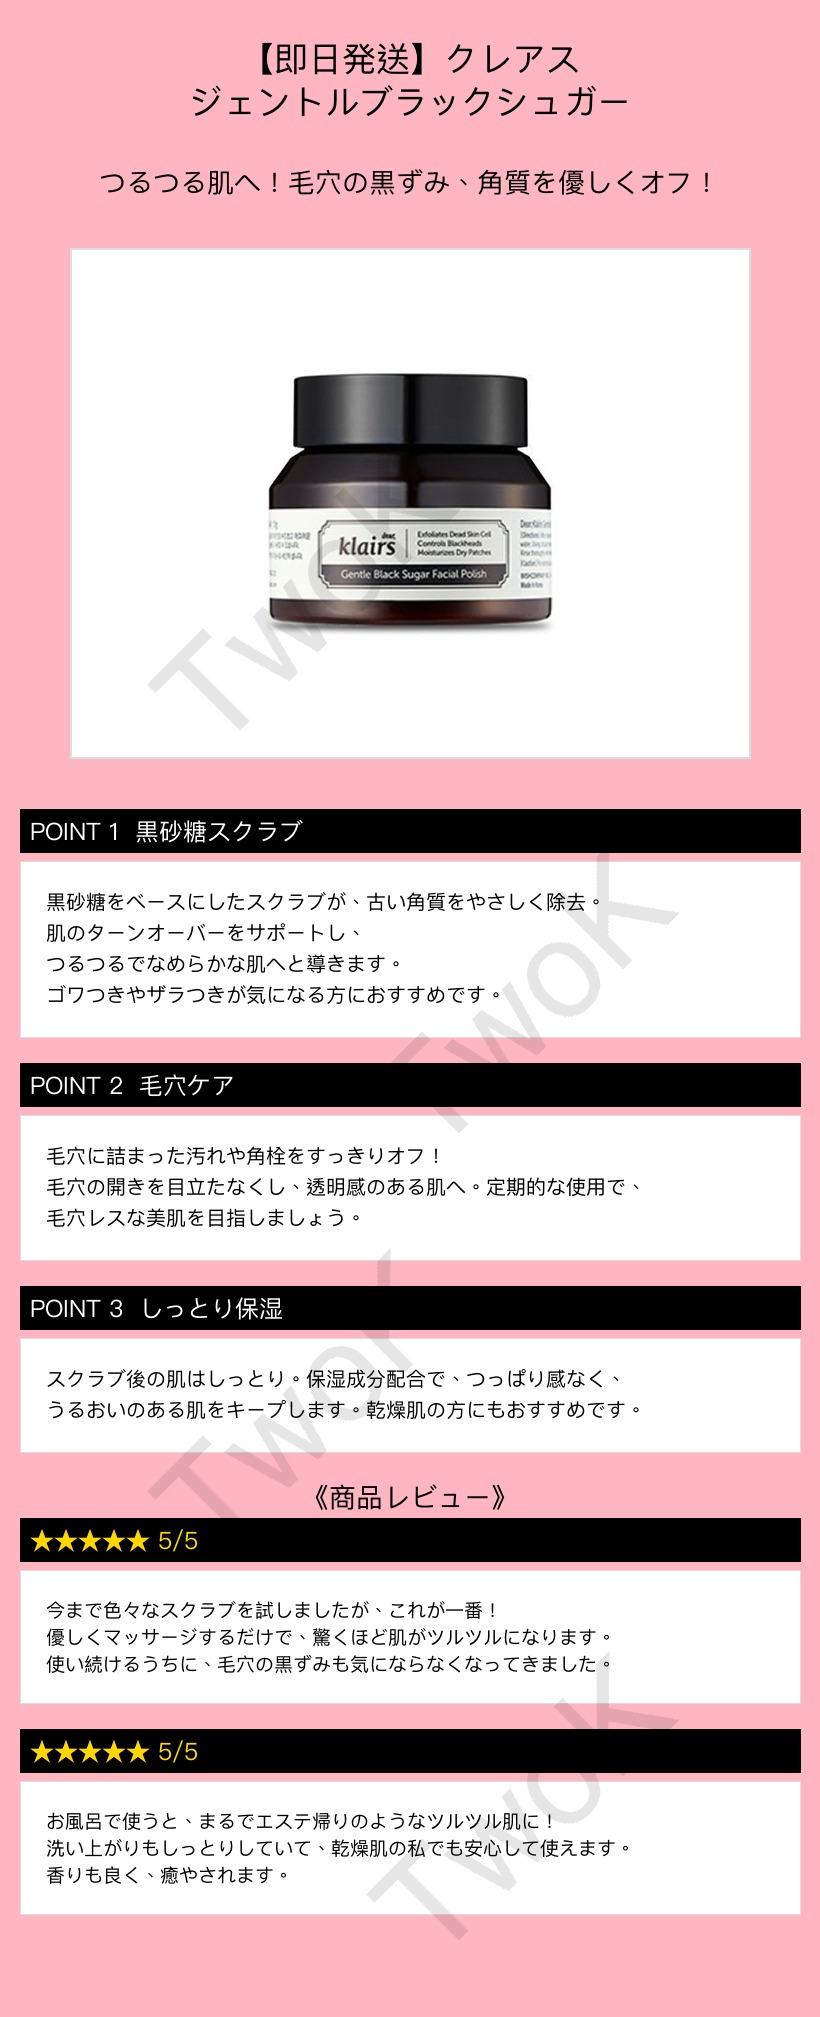 【即日発送】クレアス
ジェントルブラックシュガー
つるつる肌へ！毛穴の黒ずみ、角質を優しくオフ！
dear,
klairs
Exfoliates Dead Skin Cell
Controls Blackheads
Moisturizes Dry Patches
Gentle Black Sugar Facial Polish
Made in Korea
TwoK
POINT 1 黒砂糖スクラブ
黒砂糖をベースにしたスクラブが、古い角質をやさしく除去。
肌のターンオーバーをサポートし、
つるつるでなめらかな肌へと導きます。
ゴワつきやザラつきが気になる方におすすめです。
TwoK
POINT 2 毛穴ケア
毛穴に詰まった汚れや角栓をすっきりオフ！
毛穴の開きを目立たなくし、透明感のある肌へ。定期的な使用で、
毛穴レスな美肌を目指しましょう。
POINT 3 しっとり保湿
スクラブ後の肌はしっとり。保湿成分配合で、つっぱり感なく、
うるおいのある肌をキープします。乾燥肌の方にもおすすめです。
TwoK
《商品レビュー》
★★★★★ 5/5
今まで色々なスクラブを試しましたが、これが一番！
優しくマッサージするだけで、驚くほど肌がツルツルになります。
使い続けるうちに、毛穴の黒ずみも気にならなくなってきました。
★★★★★ 5/5
お風呂で使うと、まるでエステ帰りのようなツルツル肌に！
洗い上がりもしっとりしていて、乾燥肌の私でも安心して使えます。
香りも良く、癒やされます。
TwoK